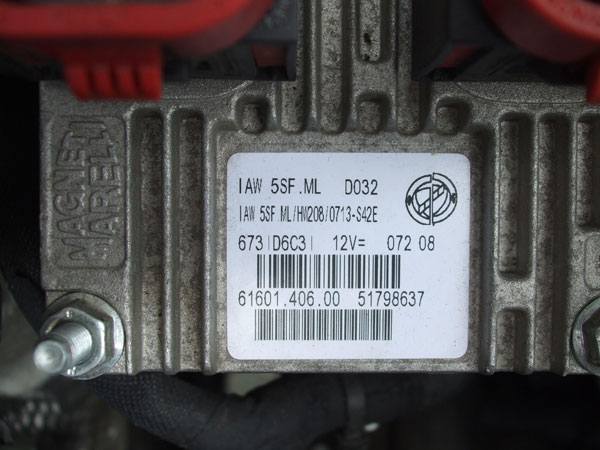 MAGNETI
MARELLI
IAW 5SF.ML D032
IAW 5SF ML/HW208/0713-S42E
673 |D6C3| 12V= 072 08
61601.406.00 51798637